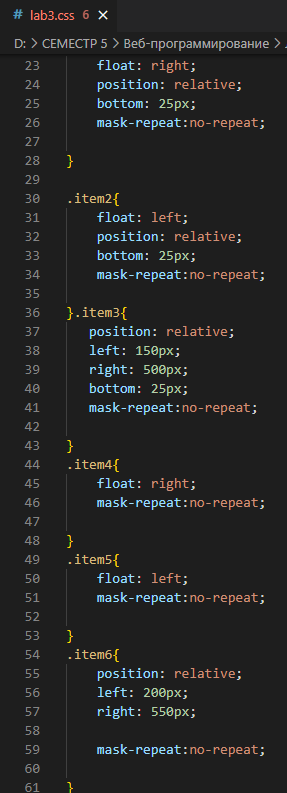 # lab3.css 6 ×
D: > СЕМЕСТР 5 > Веб-программирование > .
23 float: right;
24 position: relative;
25 bottom: 25px;
26 mask-repeat:no-repeat;
27
28 }
29
30 .item2{
31 float: left;
32 position: relative;
33 bottom: 25px;
34 mask-repeat:no-repeat;
35
36 }.item3{
37 position: relative;
38 left: 150px;
39 right: 500px;
40 bottom: 25px;
41 mask-repeat:no-repeat;
42
43 }
44 .item4{
45 float: right;
46 mask-repeat:no-repeat;
47
48 }
49 .item5{
50 float: left;
51 mask-repeat:no-repeat;
52
53 }
54 .item6{
55 position: relative;
56 left: 200px;
57 right: 550px;
58
59 mask-repeat:no-repeat;
60
61 }